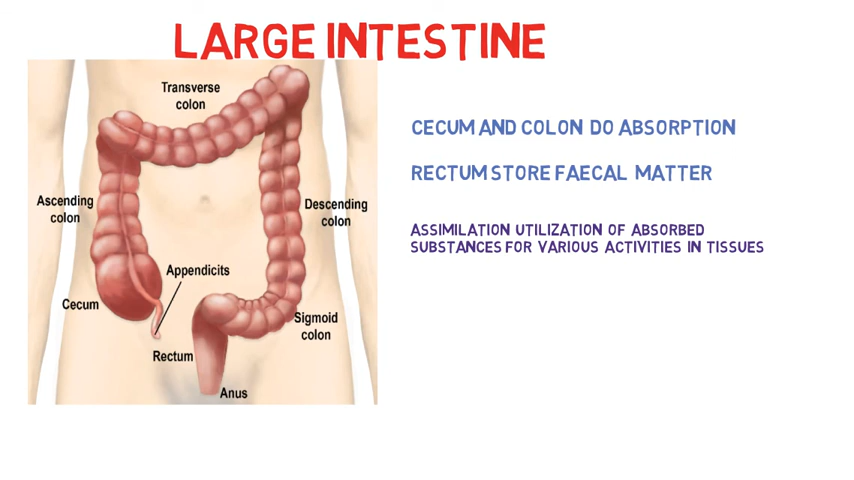 LARGE INTESTINE
Transverse
colon
Ascending
colon
Descending
colon
Appendicits
Cecum
Sigmoid
colon
Rectum
Anus
CECUM AND COLON DO ABSORPTION
RECTUM STORE FAECAL MATTER
ASSIMILATION UTILIZATION OF ABSORBED
SUBSTANCES FOR VARIOUS ACTIVITIES IN TISSUES